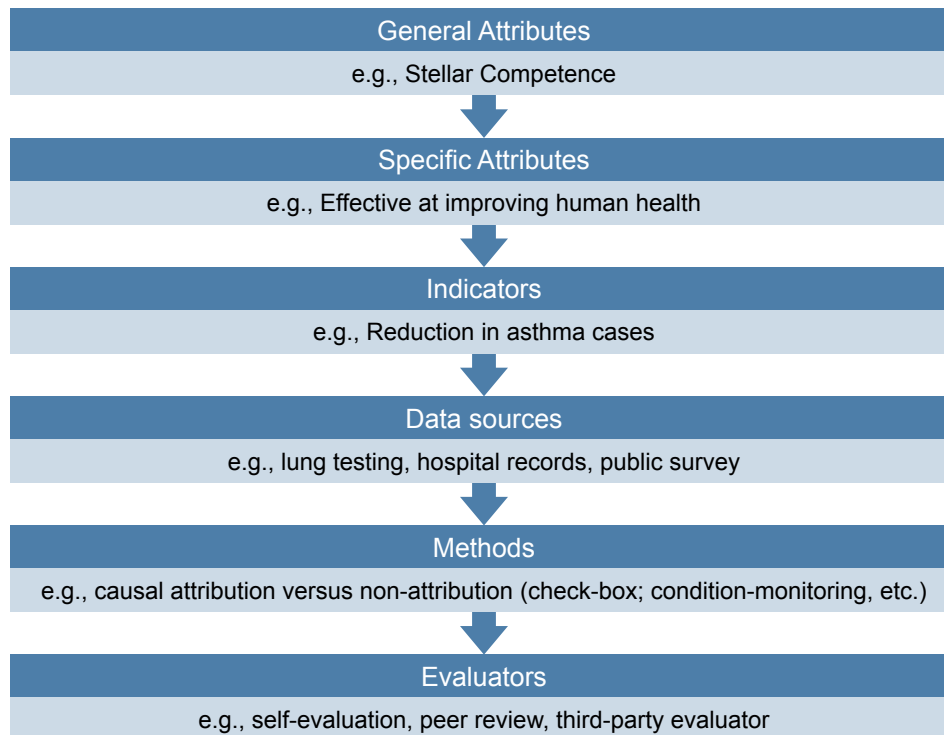 General Attributes
e.g., Stellar Competence
Specific Attributes
e.g., Effective at improving human health
Indicators
e.g., Reduction in asthma cases
Data sources
e.g., lung testing, hospital records, public survey
Methods
e.g., causal attribution versus non-attribution (check-box; condition-monitoring, etc.)
Evaluators
e.g., self-evaluation, peer review, third-party evaluator